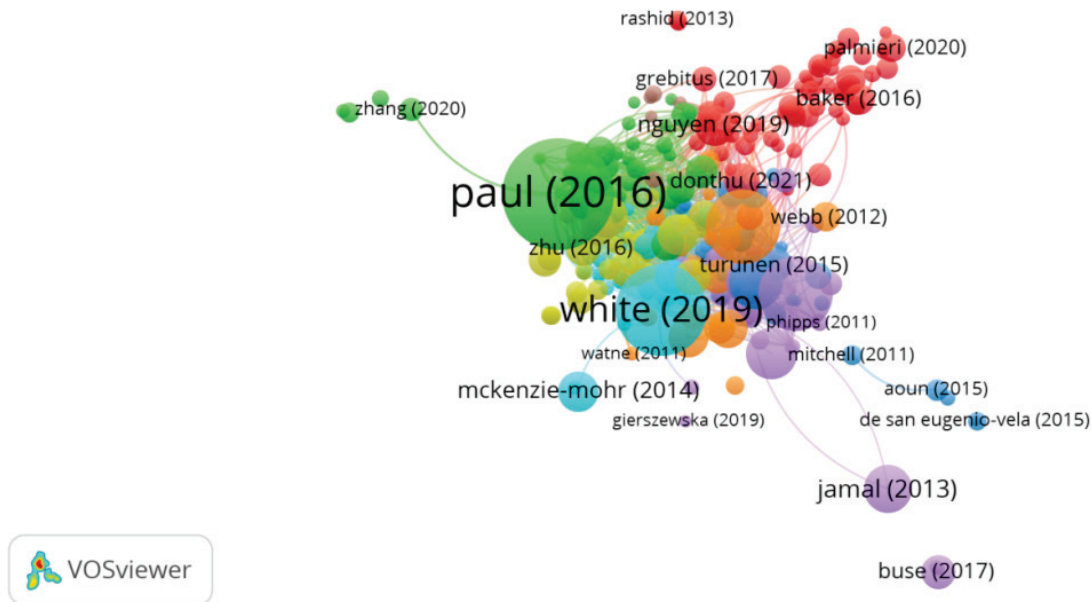 rashid (2013)
palmieri (2020)
grebitus (2017)
baker (2016)
zhang (2020)
nguyen (2019)
donthu (2021)
paul (2016)
webb (2012)
zhu (2016)
turunen (2015)
white (2019)
phipps (2011)
watne (2011)
mitchell (2011)
mckenzie-mohr (2014)
aoun (2015)
gierszewska (2019)
de san eugenio-vela (2015)
jamal (2013)
VOSviewer
buse (2017)